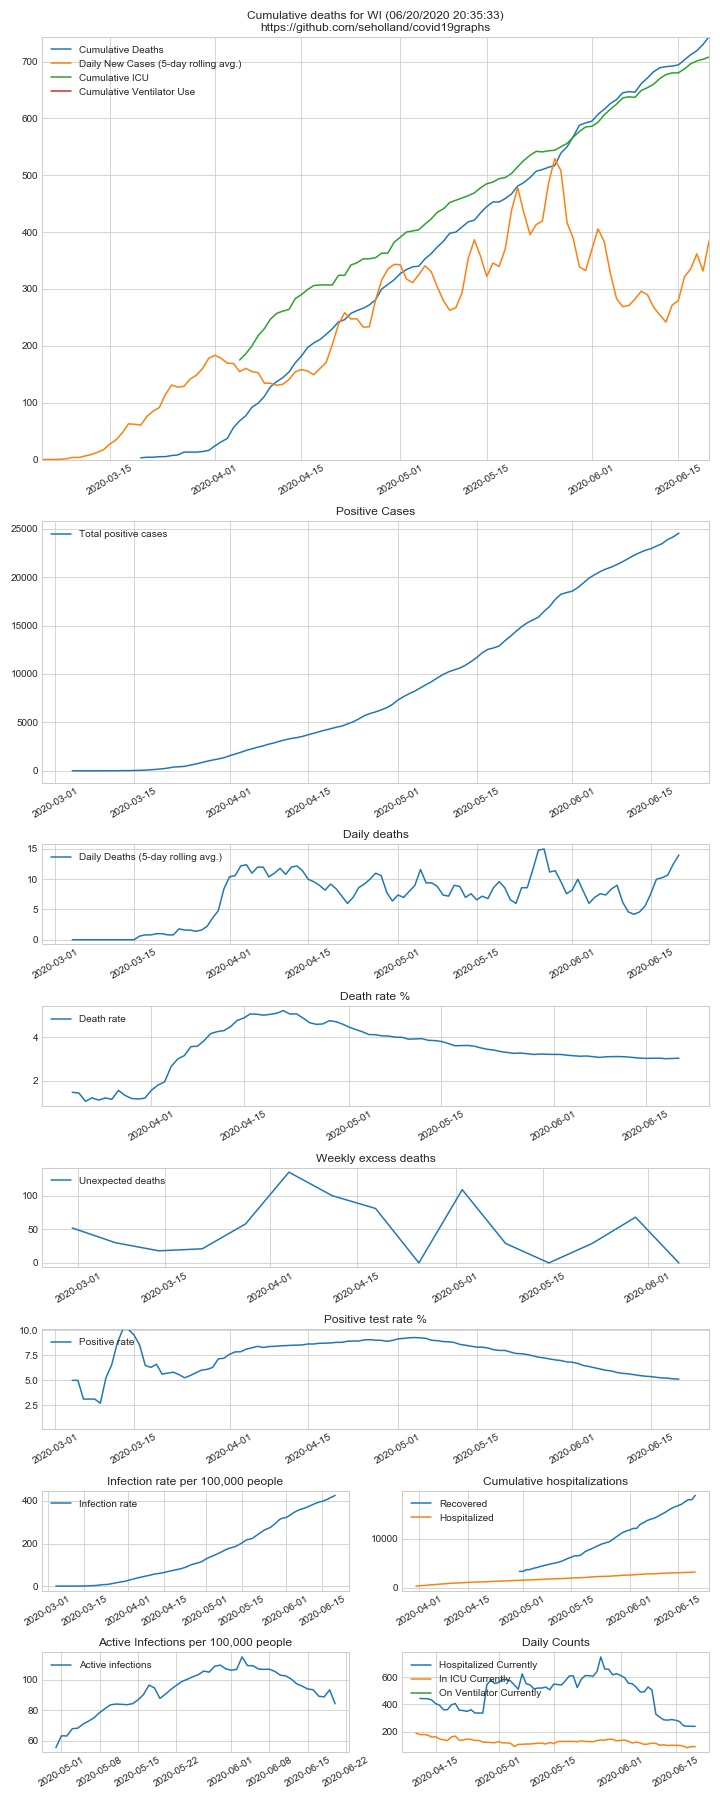 Cumulative deaths for WI (06/20/2020 20:35:33)
https://github.com/seholland/covid19graphs
Cumulative Deaths
Daily New Cases (5-day rolling avg.)
Cumulative ICU
Cumulative Ventilator Use
700
600
500
400
300
200
100
0
2020-03-15 2020-04-01 2020-04-15 2020-05-01 2020-05-15 2020-06-01 2020-06-15
Positive Cases
Total positive cases
25000
20000
15000
10000
5000
0
2020-03-01 2020-03-15 2020-04-01 2020-04-15 2020-05-01 2020-05-15 2020-06-01 2020-06-15
Daily deaths
Daily Deaths (5-day rolling avg.)
15
10
5
0
2020-03-01 2020-03-15 2020-04-01 2020-04-15 2020-05-01 2020-05-15 2020-06-01 2020-06-15
Death rate %
Death rate
4
2
2020-04-01 2020-04-15 2020-05-01 2020-05-15 2020-06-01 2020-06-15
Weekly excess deaths
Unexpected deaths
100
50
0
2020-03-01 2020-03-15 2020-04-01 2020-04-15 2020-05-01 2020-05-15 2020-06-01
Positive test rate %
Positive rate
10.0
7.5
5.0
2.5
2020-03-01 2020-03-15 2020-04-01 2020-04-15 2020-05-01 2020-05-15 2020-06-01 2020-06-15
Infection rate per 100,000 people
Infection rate
400
200
0
2020-03-01 2020-03-15 2020-04-01 2020-04-15 2020-05-01 2020-05-15 2020-06-01 2020-06-15
Cumulative hospitalizations
Recovered
Hospitalized
10000
0
2020-04-01 2020-04-15 2020-05-01 2020-05-15 2020-06-01 2020-06-15
Active Infections per 100,000 people
Active infections
100
80
60
2020-05-01 2020-05-08 2020-05-15 2020-05-22 2020-06-01 2020-06-08 2020-06-15 2020-06-22
Daily Counts
Hospitalized Currently
In ICU Currently
On Ventilator Currently
600
400
200
2020-04-15 2020-05-01 2020-05-15 2020-06-01 2020-06-15